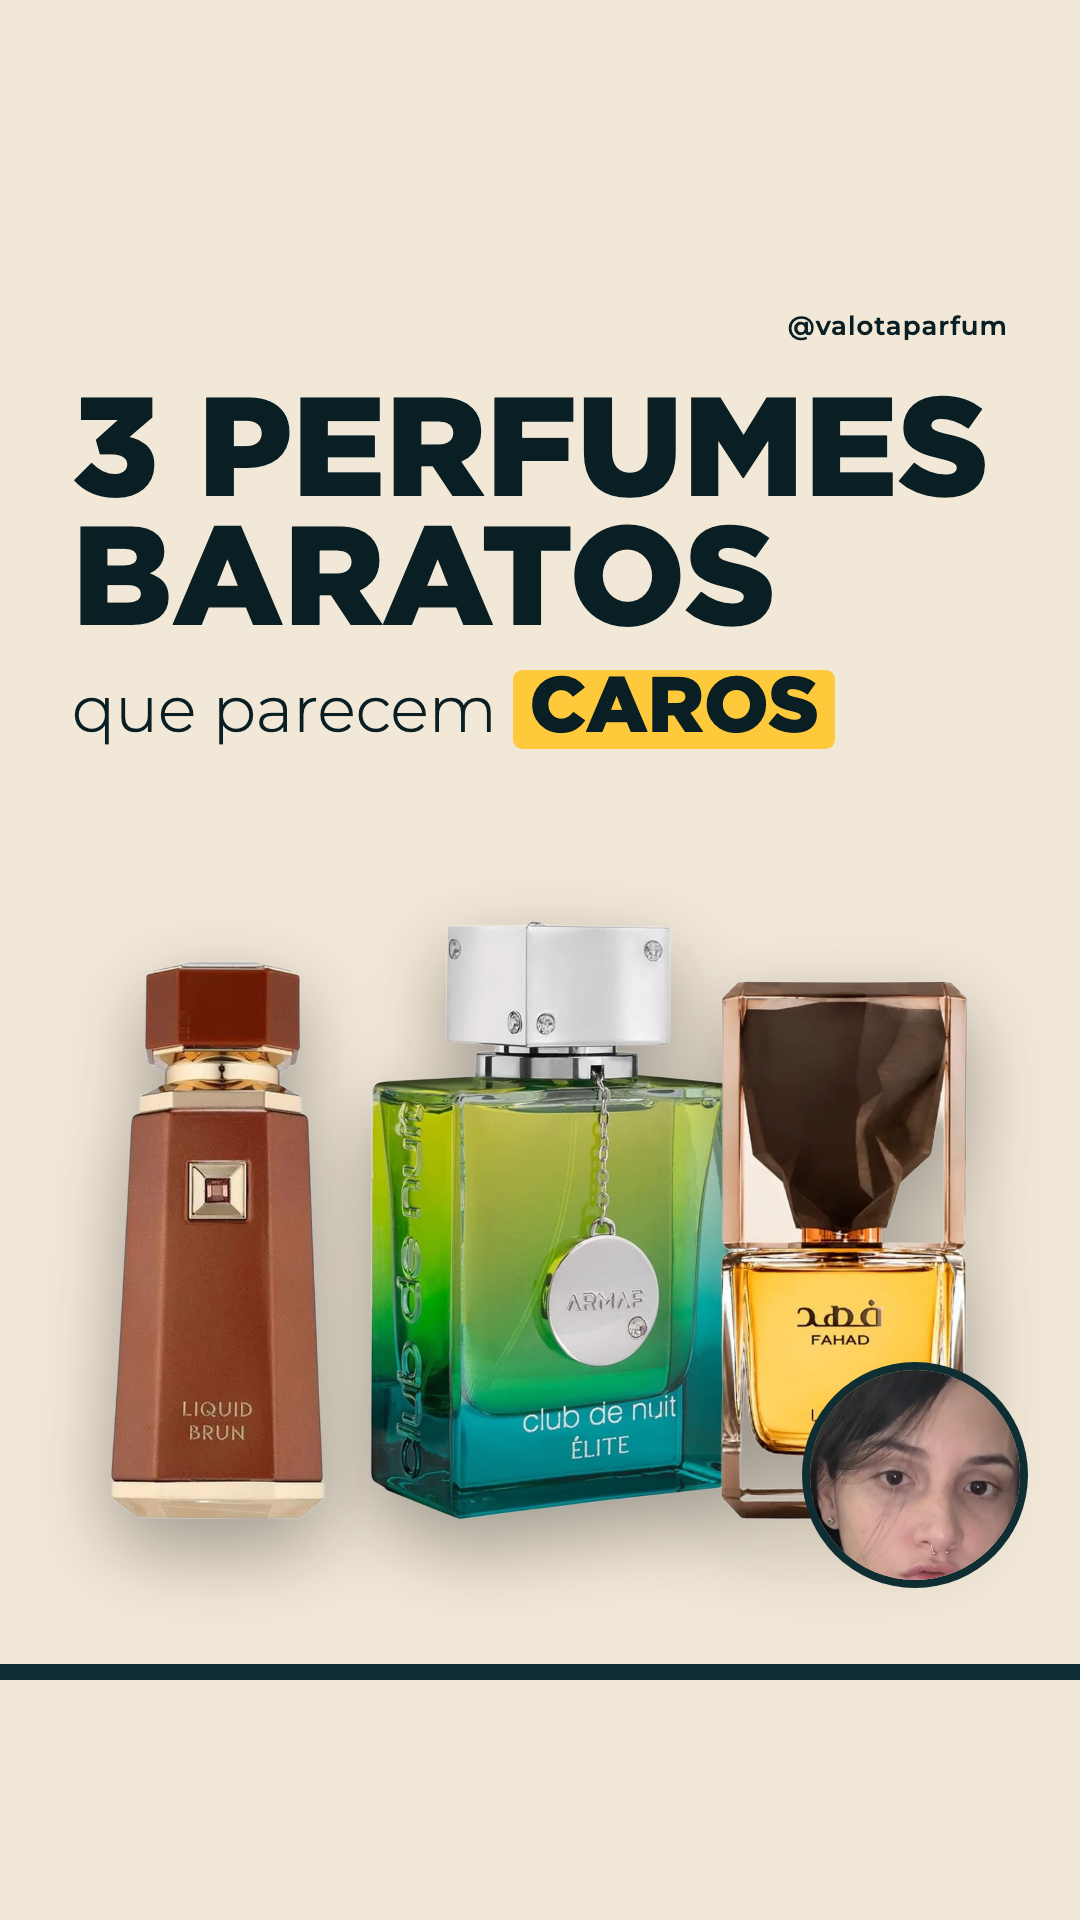 @valotaparfum
3 PERFUMES
BARATOS
que parecem CAROS
club de nuit
ARMAF
فهد
FAHAD
LIQUID
BRUN
club de nuit
ÉLITE